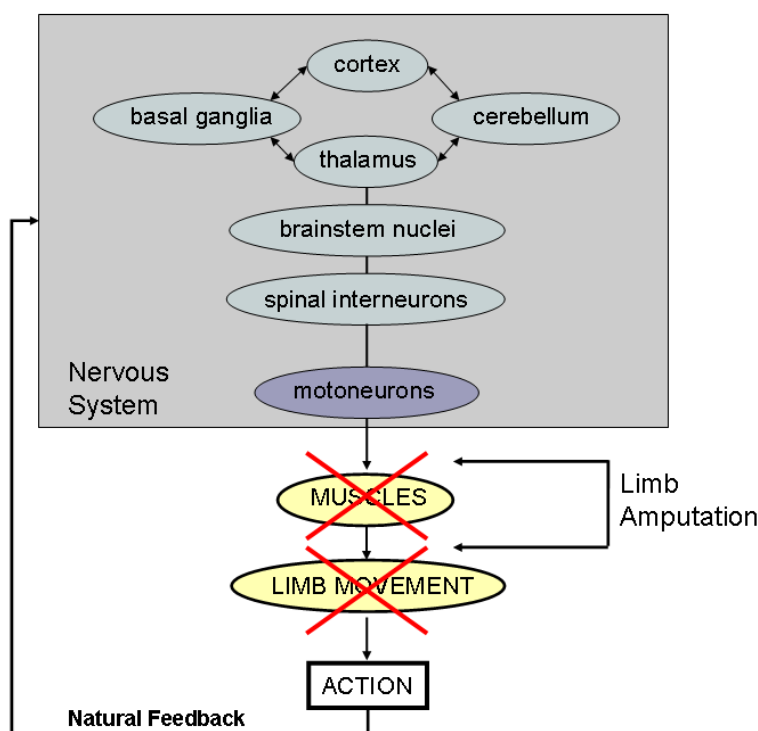 cortex
basal ganglia
cerebellum
thalamus
brainstem nuclei
spinal interneurons
motoneurons
Nervous
System
MUSCLES
Limb
Amputation
LIMB MOVEMENT
ACTION
Natural Feedback